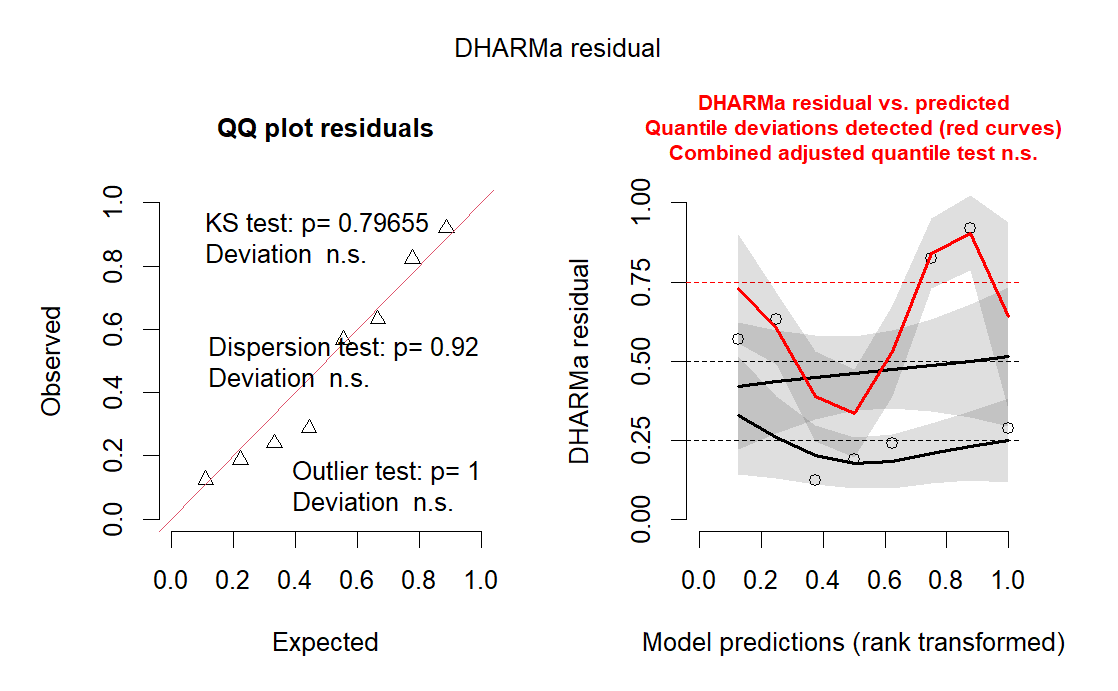 DHARMa residual
QQ plot residuals
KS test: p= 0.79655
Deviation  n.s.
Dispersion test: p= 0.92
Deviation  n.s.
Outlier test: p= 1
Deviation  n.s.
Observed
0.0
0.2
0.4
0.6
0.8
1.0
0.0 0.2 0.4 0.6 0.8 1.0
Expected
DHARMa residual vs. predicted
Quantile deviations detected (red curves)
Combined adjusted quantile test n.s.
DHARMa residual
0.00
0.25
0.50
0.75
1.00
0.0 0.2 0.4 0.6 0.8 1.0
Model predictions (rank transformed)